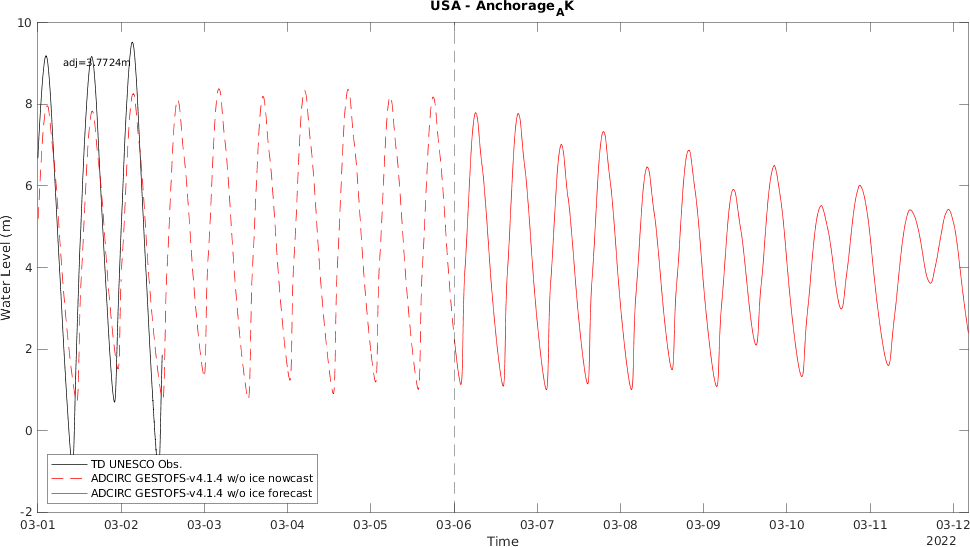 USA - Anchorage_AK
adj=3.7724m
Water Level (m)
10
8
6
4
2
0
-2
TD UNESCO Obs.
ADCIRC GESTOFS-v4.1.4 w/o ice nowcast
ADCIRC GESTOFS-v4.1.4 w/o ice forecast
03-01 03-02 03-03 03-04 03-05 03-06 03-07 03-08 03-09 03-10 03-11 03-12
Time
2022